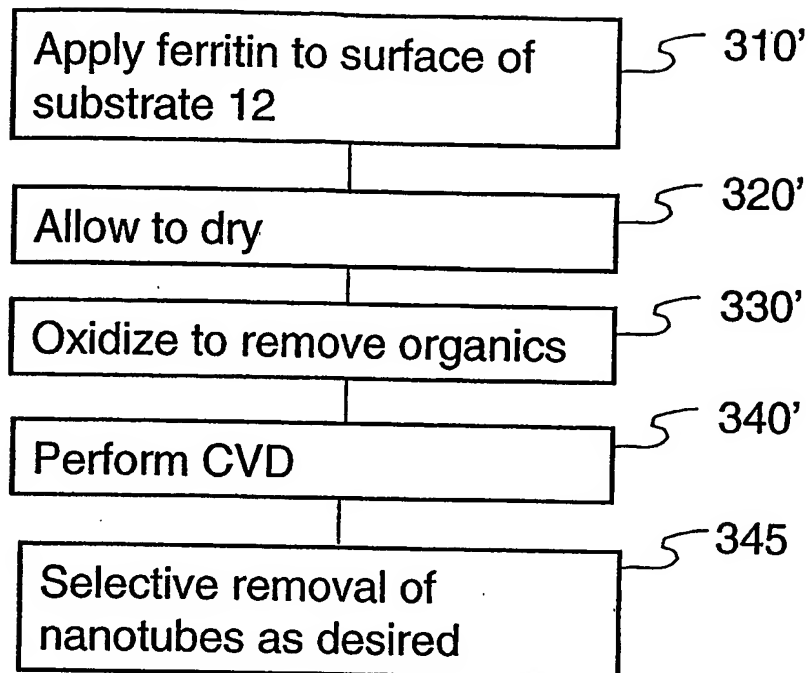 Apply ferritin to surface of
substrate 12
310'
Allow to dry
320'
Oxidize to remove organics
330'
Perform CVD
340'
Selective removal of
nanotubes as desired
345